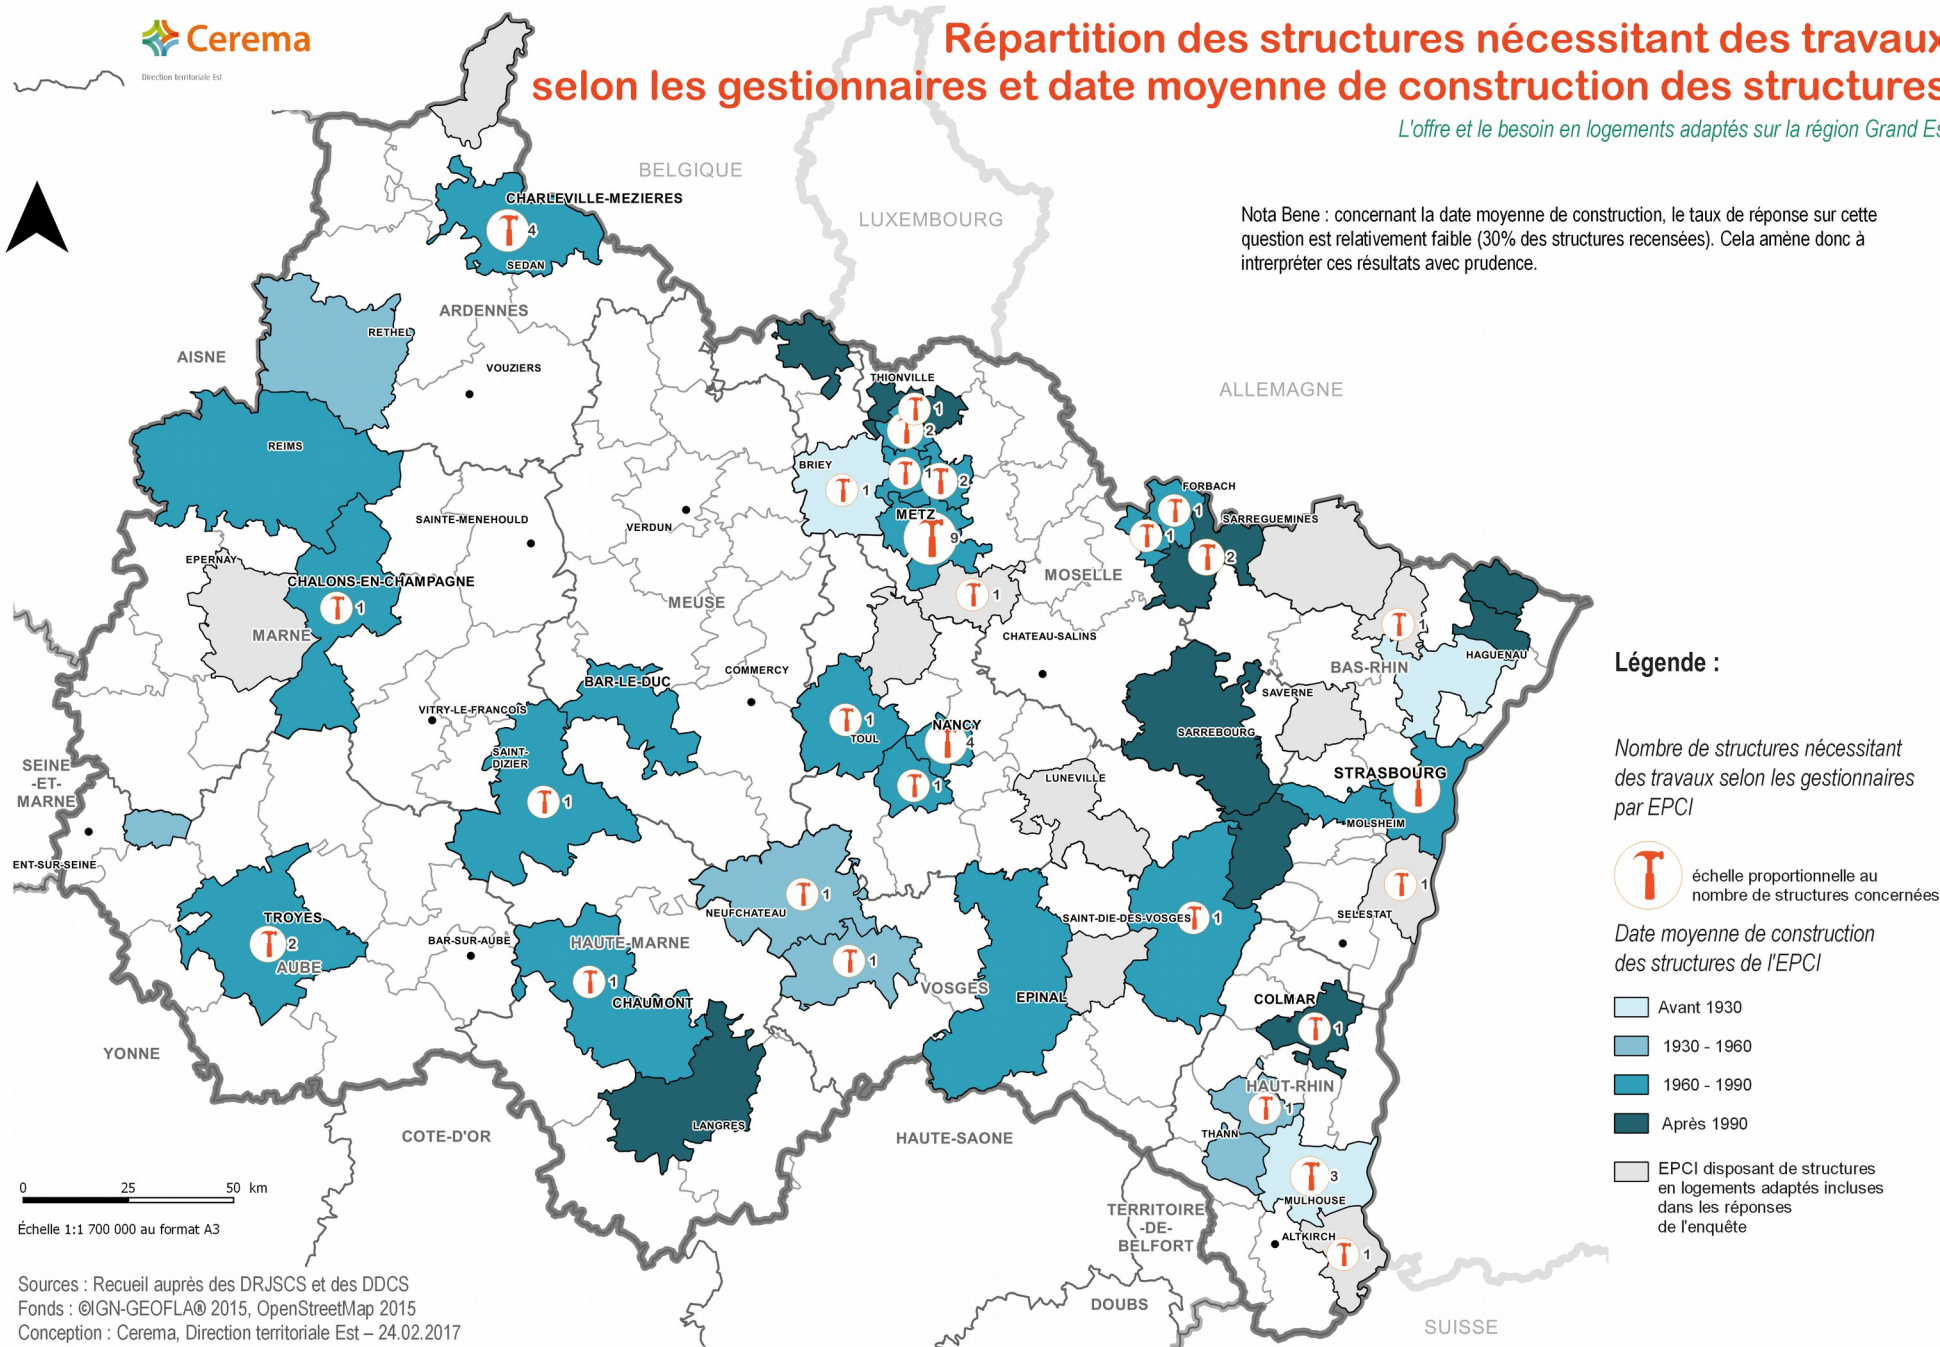 Cerema
Direction territoriale Est
Répartition des structures nécessitant des travaux
selon les gestionnaires et date moyenne de construction des structures
L'offre et le besoin en logements adaptés sur la région Grand Es
Nota Bene : concernant la date moyenne de construction, le taux de réponse sur cette
question est relativement faible (30% des structures recensées). Cela amène donc à
intrerpréter ces résultats avec prudence.
BELGIQUE
LUXEMBOURG
ALLEMAGNE
CHARLEVILLE-MEZIERES
4
SEDAN
ARDENNES
RETHEL
AISNE
VOUZIERS
REIMS
THIONVILLE
1
2
BRIEY
1
1
2
METZ
9
FORBACH
1
SARREGUEMINES
1
2
SAINTE-MENEHOULD
VERDUN
EPERNAY
CHALONS-EN-CHAMPAGNE
1
MARNE
MEUSE
MOSELLE
1
CHATEAU-SALINS
1
BAS-RHIN
HAGUENAU
COMMERCY
BAR-LE-DUC
SAVERNE
VITRY-LE-FRANCOIS
1
TOUL
NANCY
4
SARREBOURG
SAINT-
DIZIER
1
1
LUNEVILLE
STRASBOURG
MOLSHEIM
SEINE
-ET-
MARNE
ENT-SUR-SEINE
1
NEUFCHATEAU
1
SAINT-DIE-DES-VOSGES
1
SELESTAT
TROYES
2
AUBE
BAR-SUR-AUBE
HAUTE-MARNE
1
CHAUMONT
1
VOSGES
EPINAL
COLMAR
1
YONNE
HAUT-RHIN
1
THANN
LANGRES
COTE-D'OR
HAUTE-SAONE
3
MULHOUSE
TERRITOIRE
-DE-
BELFORT
ALTKIRCH
1
DOUBS
SUISSE
Légende :
Nombre de structures nécessitant
des travaux selon les gestionnaires
par EPCI
échelle proportionnelle au
nombre de structures concernées
Date moyenne de construction
des structures de l'EPCI
Avant 1930
1930 - 1960
1960 - 1990
Après 1990
EPCI disposant de structures
en logements adaptés incluses
dans les réponses
de l'enquête
0 25 50 km
Échelle 1:1 700 000 au format A3
Sources : Recueil auprès des DRJSCS et des DDCS
Fonds : ©IGN-GEOFLA® 2015, OpenStreetMap 2015
Conception : Cerema, Direction territoriale Est – 24.02.2017